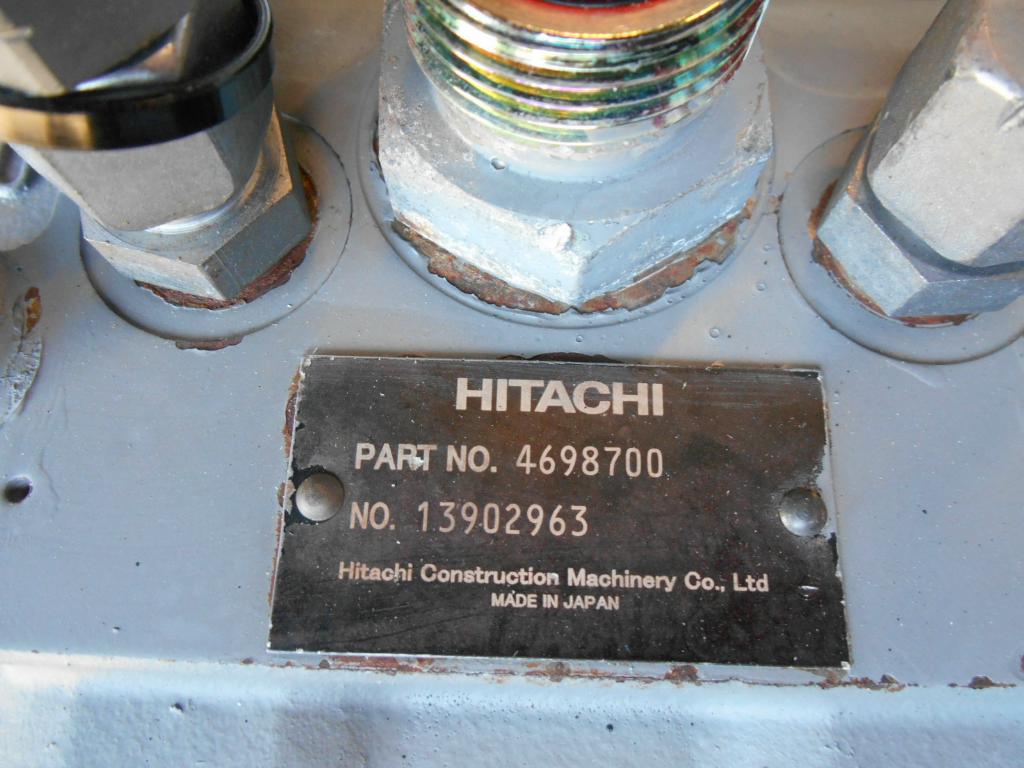 HITACHI
PART NO. 4698700
NO. 13902963
Hitachi Construction Machinery Co., Ltd
MADE IN JAPAN